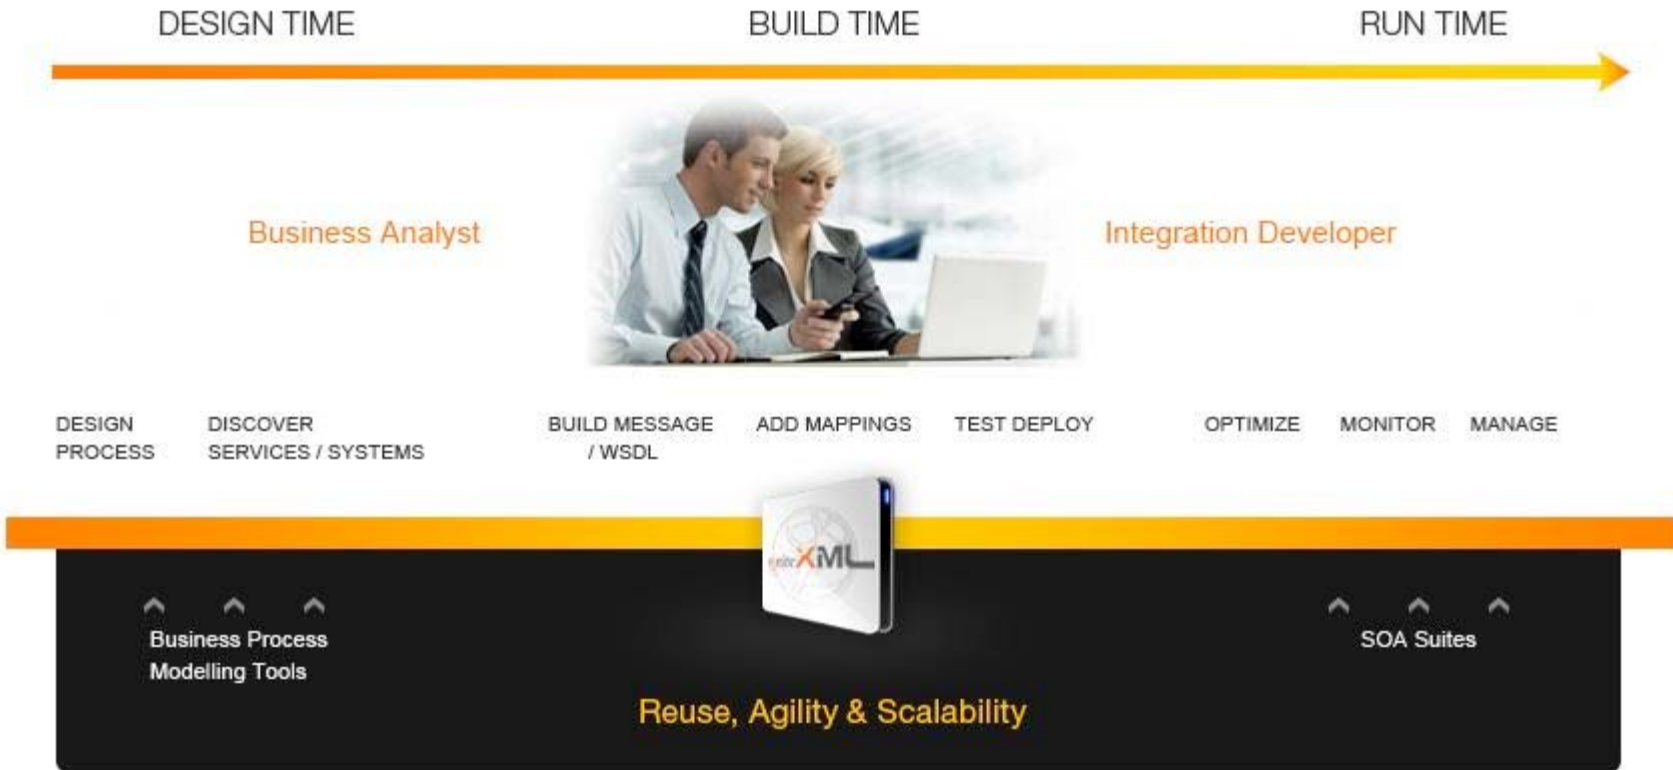 DESIGN TIME
BUILD TIME
RUN TIME
Business Analyst
Integration Developer
DESIGN
PROCESS
DISCOVER
SERVICES / SYSTEMS
BUILD MESSAGE
/ WSDL
ADD MAPPINGS
TEST DEPLOY
OPTIMIZE
MONITOR
MANAGE
XML
Business Process
Modelling Tools
SOA Suites
Reuse, Agility & Scalability